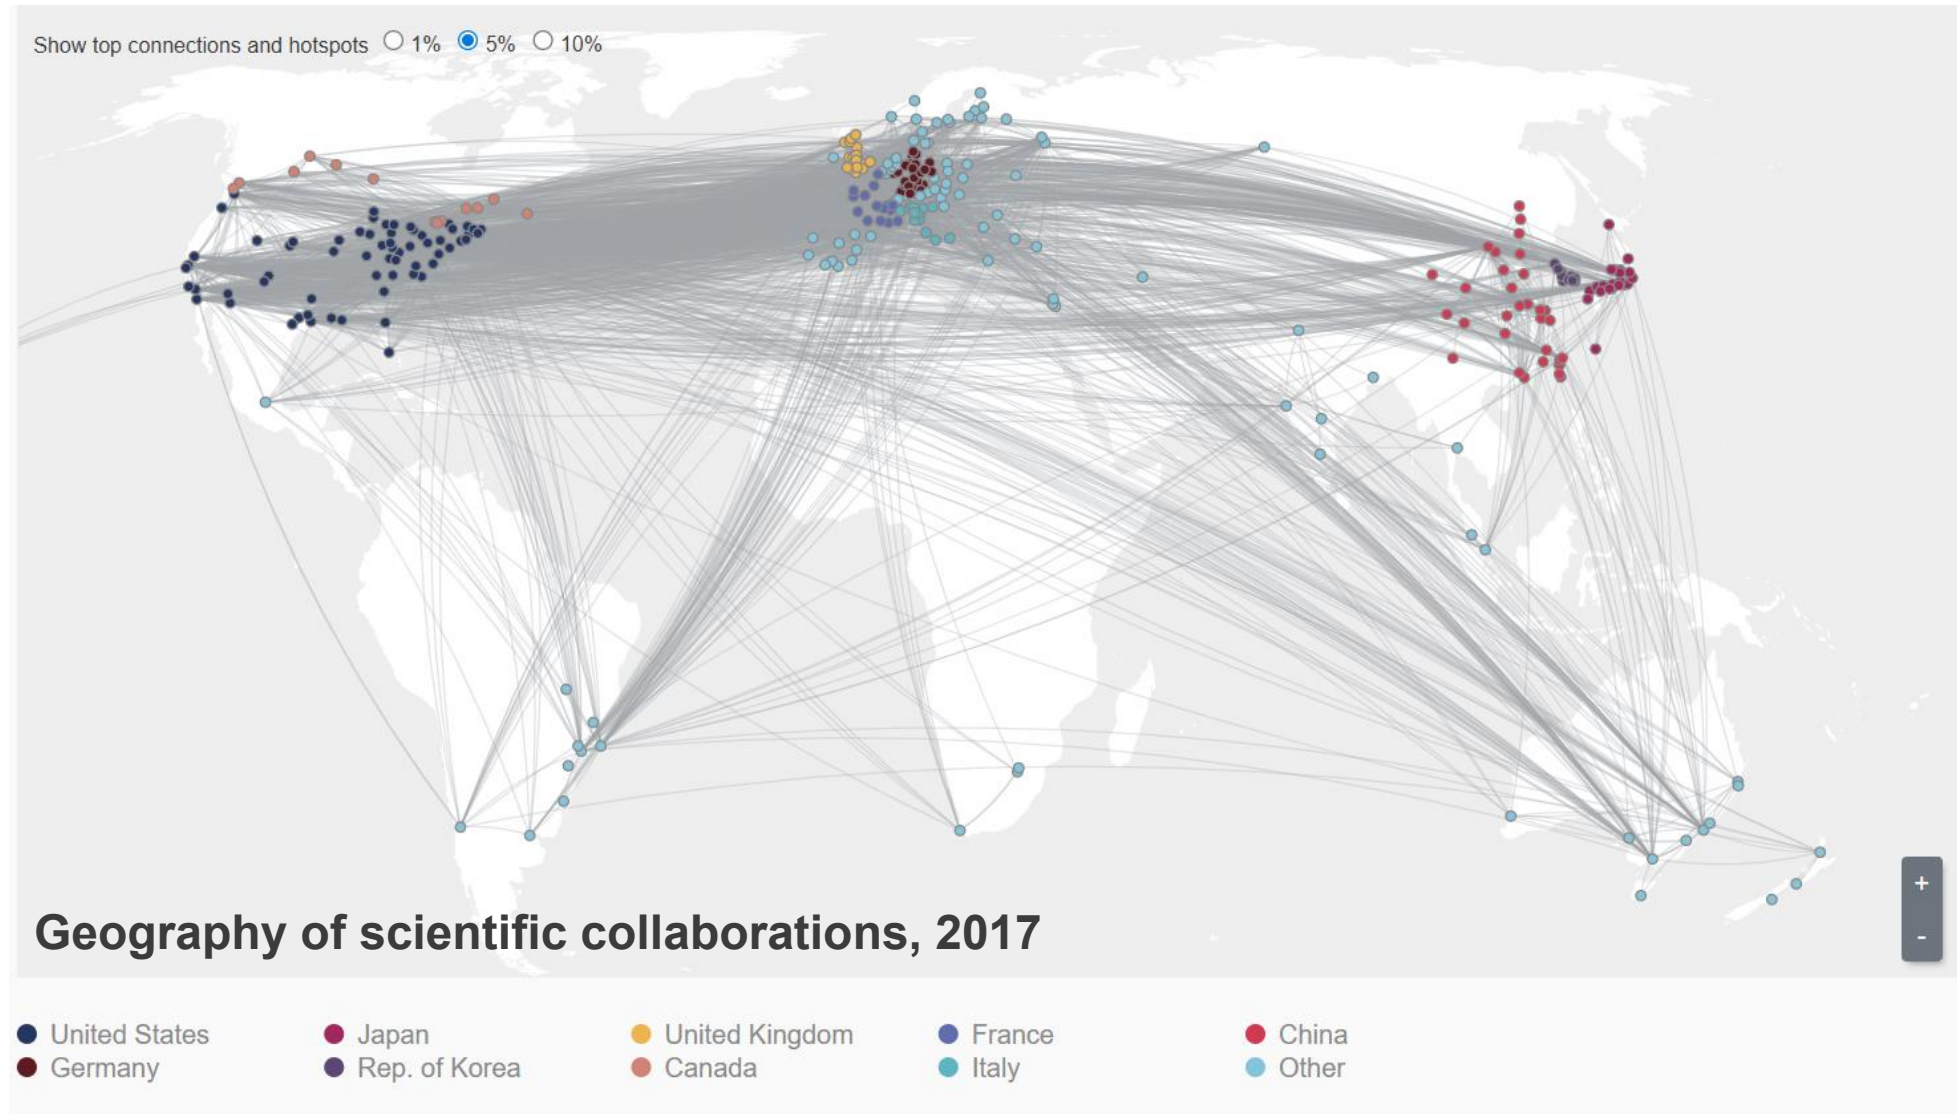 Show top connections and hotspots 1% 5% 10%
+
-
Geography of scientific collaborations, 2017
United States Japan United Kingdom France China
Germany Rep. of Korea Canada Italy Other